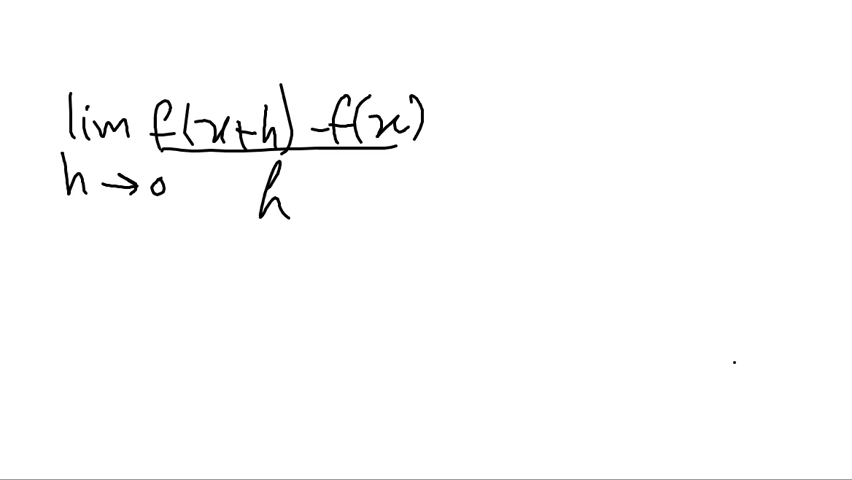 lim f(x+h) - f(x)
h → 0 h